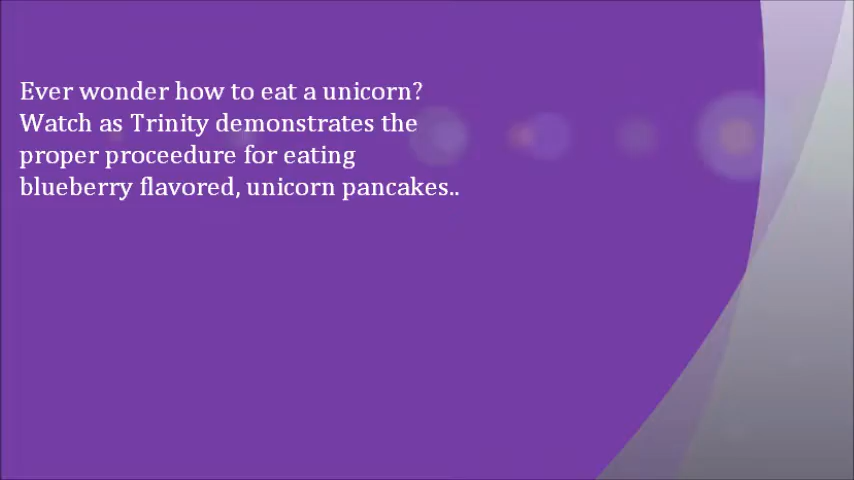 Ever wonder how to eat a unicorn?
Watch as Trinity demonstrates the
proper proceedure for eating
blueberry flavored, unicorn pancakes..